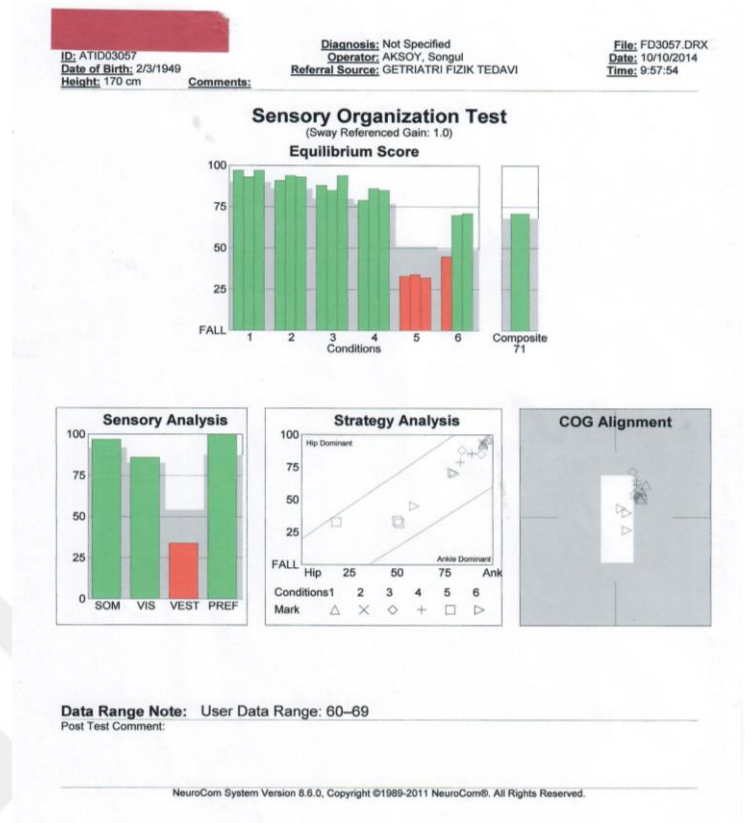 Diagnosis: Not Specified
File: FD3057.DRX
ID: ATID03057
Operator: AKSOY, Songul
Date: 10/10/2014
Date of Birth: 2/3/1949
Referral Source: GETRIATRI FIZIK TEDAVI
Time: 9:57:54
Height: 170 cm
Comments:
Sensory Organization Test
(Sway Referenced Gain: 1.0)
Equilibrium Score
100
75
50
25
FALL
1 2 3 4 5 6
Conditions
Composite
71
Sensory Analysis
100
75
50
25
0
SOM VIS VEST PREF
Strategy Analysis
100
Hip Dominant
75
50
25
Ankle Dominant
FALL
Hip 25 50 75 Ank
Conditions1 2 3 4 5 6
Mark △ × ◇ + □ ▷
COG Alignment
Data Range Note: User Data Range: 60–69
Post Test Comment:
NeuroCom System Version 8.6.0, Copyright ©1989-2011 NeuroCom®. All Rights Reserved.